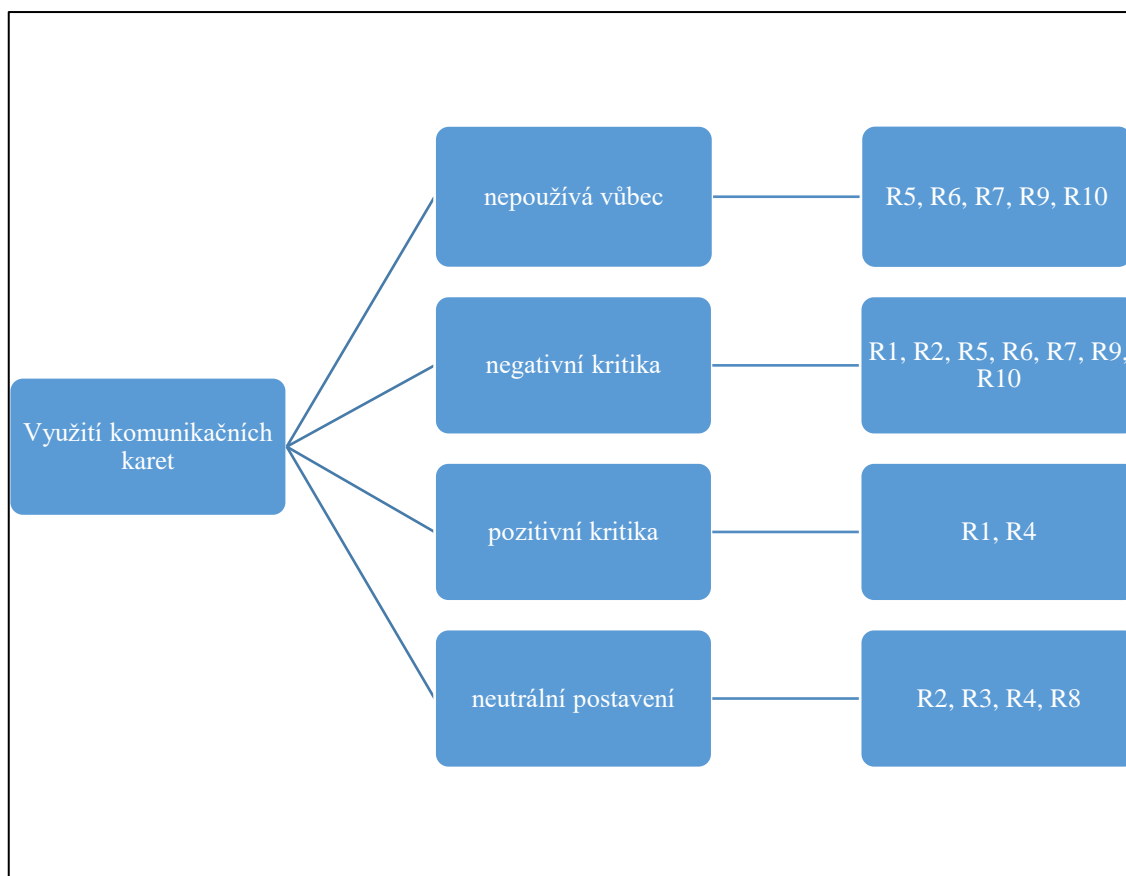 nepoužívá vůbec
R5, R6, R7, R9, R10
negativní kritika
R1, R2, R5, R6, R7, R9,
R10
Využití komunikačních
karet
pozitivní kritika
R1, R4
neutrální postavení
R2, R3, R4, R8